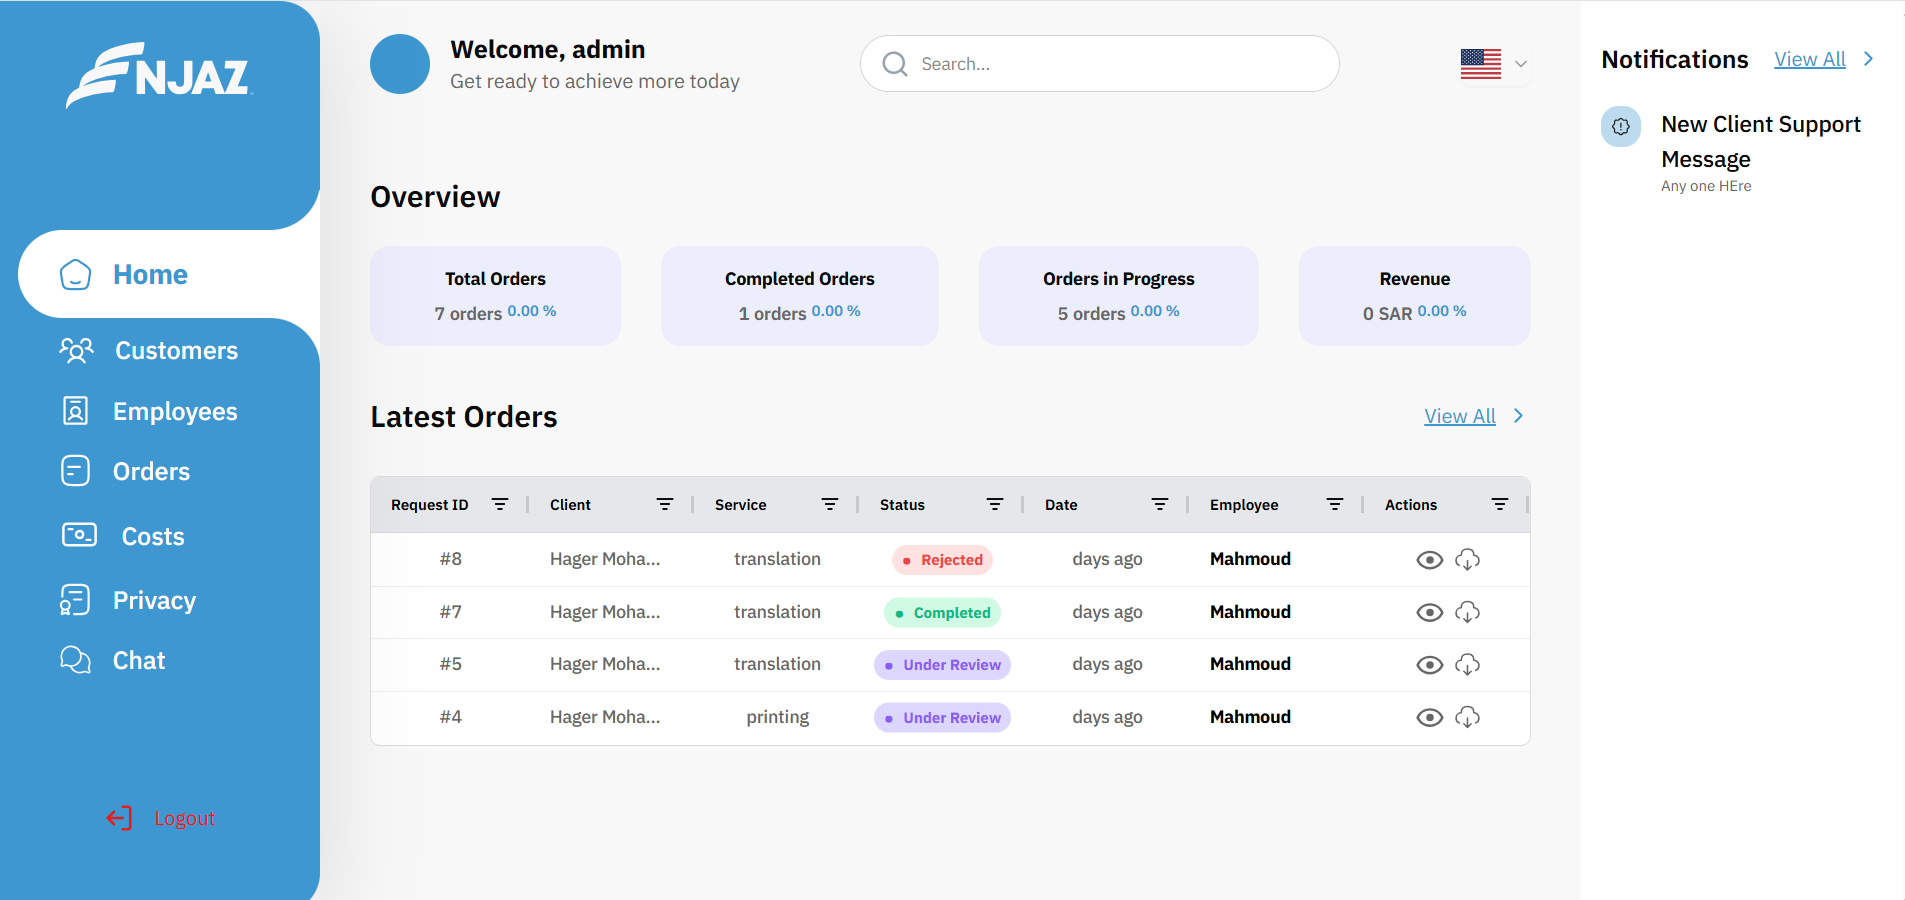 ENJAZ
Home
Customers
Employees
Orders
Costs
Privacy
Chat
Logout
Welcome, admin
Get ready to achieve more today
Search...
Overview
Total Orders
7 orders 0.00 %
Completed Orders
1 orders 0.00 %
Orders in Progress
5 orders 0.00 %
Revenue
0 SAR 0.00 %
Latest Orders
View All
Request ID Client Service Status Date Employee Actions
#8 Hager Moha... translation Rejected days ago Mahmoud
#7 Hager Moha... translation Completed days ago Mahmoud
#5 Hager Moha... translation Under Review days ago Mahmoud
#4 Hager Moha... printing Under Review days ago Mahmoud
Notifications View All
New Client Support
Message
Any one HEre